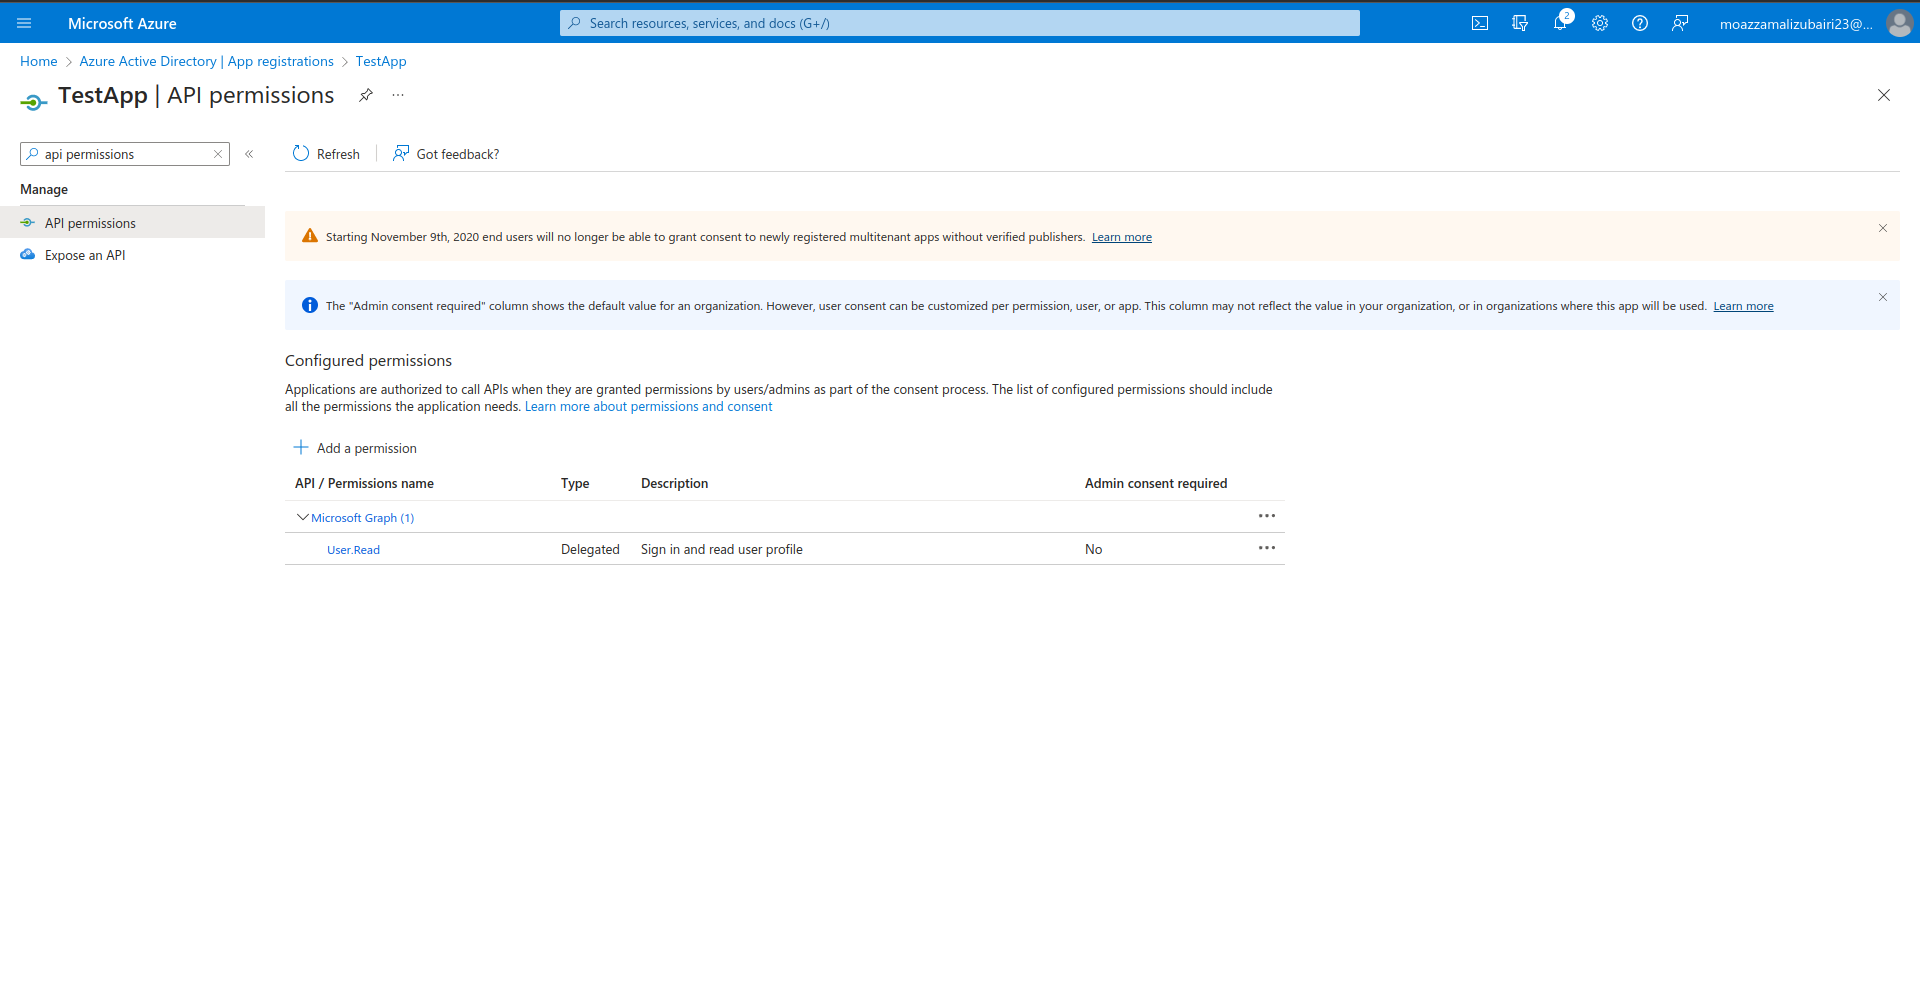 Microsoft Azure
Search resources, services, and docs (G+/)
2
moazzamalizubairi23@...
Home > Azure Active Directory | App registrations > TestApp
TestApp | API permissions
api permissions
Refresh
Got feedback?
Manage
API permissions
Expose an API
Starting November 9th, 2020 end users will no longer be able to grant consent to newly registered multitenant apps without verified publishers. Learn more
The "Admin consent required" column shows the default value for an organization. However, user consent can be customized per permission, user, or app. This column may not reflect the value in your organization, or in organizations where this app will be used. Learn more
Configured permissions
Applications are authorized to call APIs when they are granted permissions by users/admins as part of the consent process. The list of configured permissions should include
all the permissions the application needs. Learn more about permissions and consent
Add a permission
API / Permissions name Type Description Admin consent required
Microsoft Graph (1)
User.Read Delegated Sign in and read user profile No